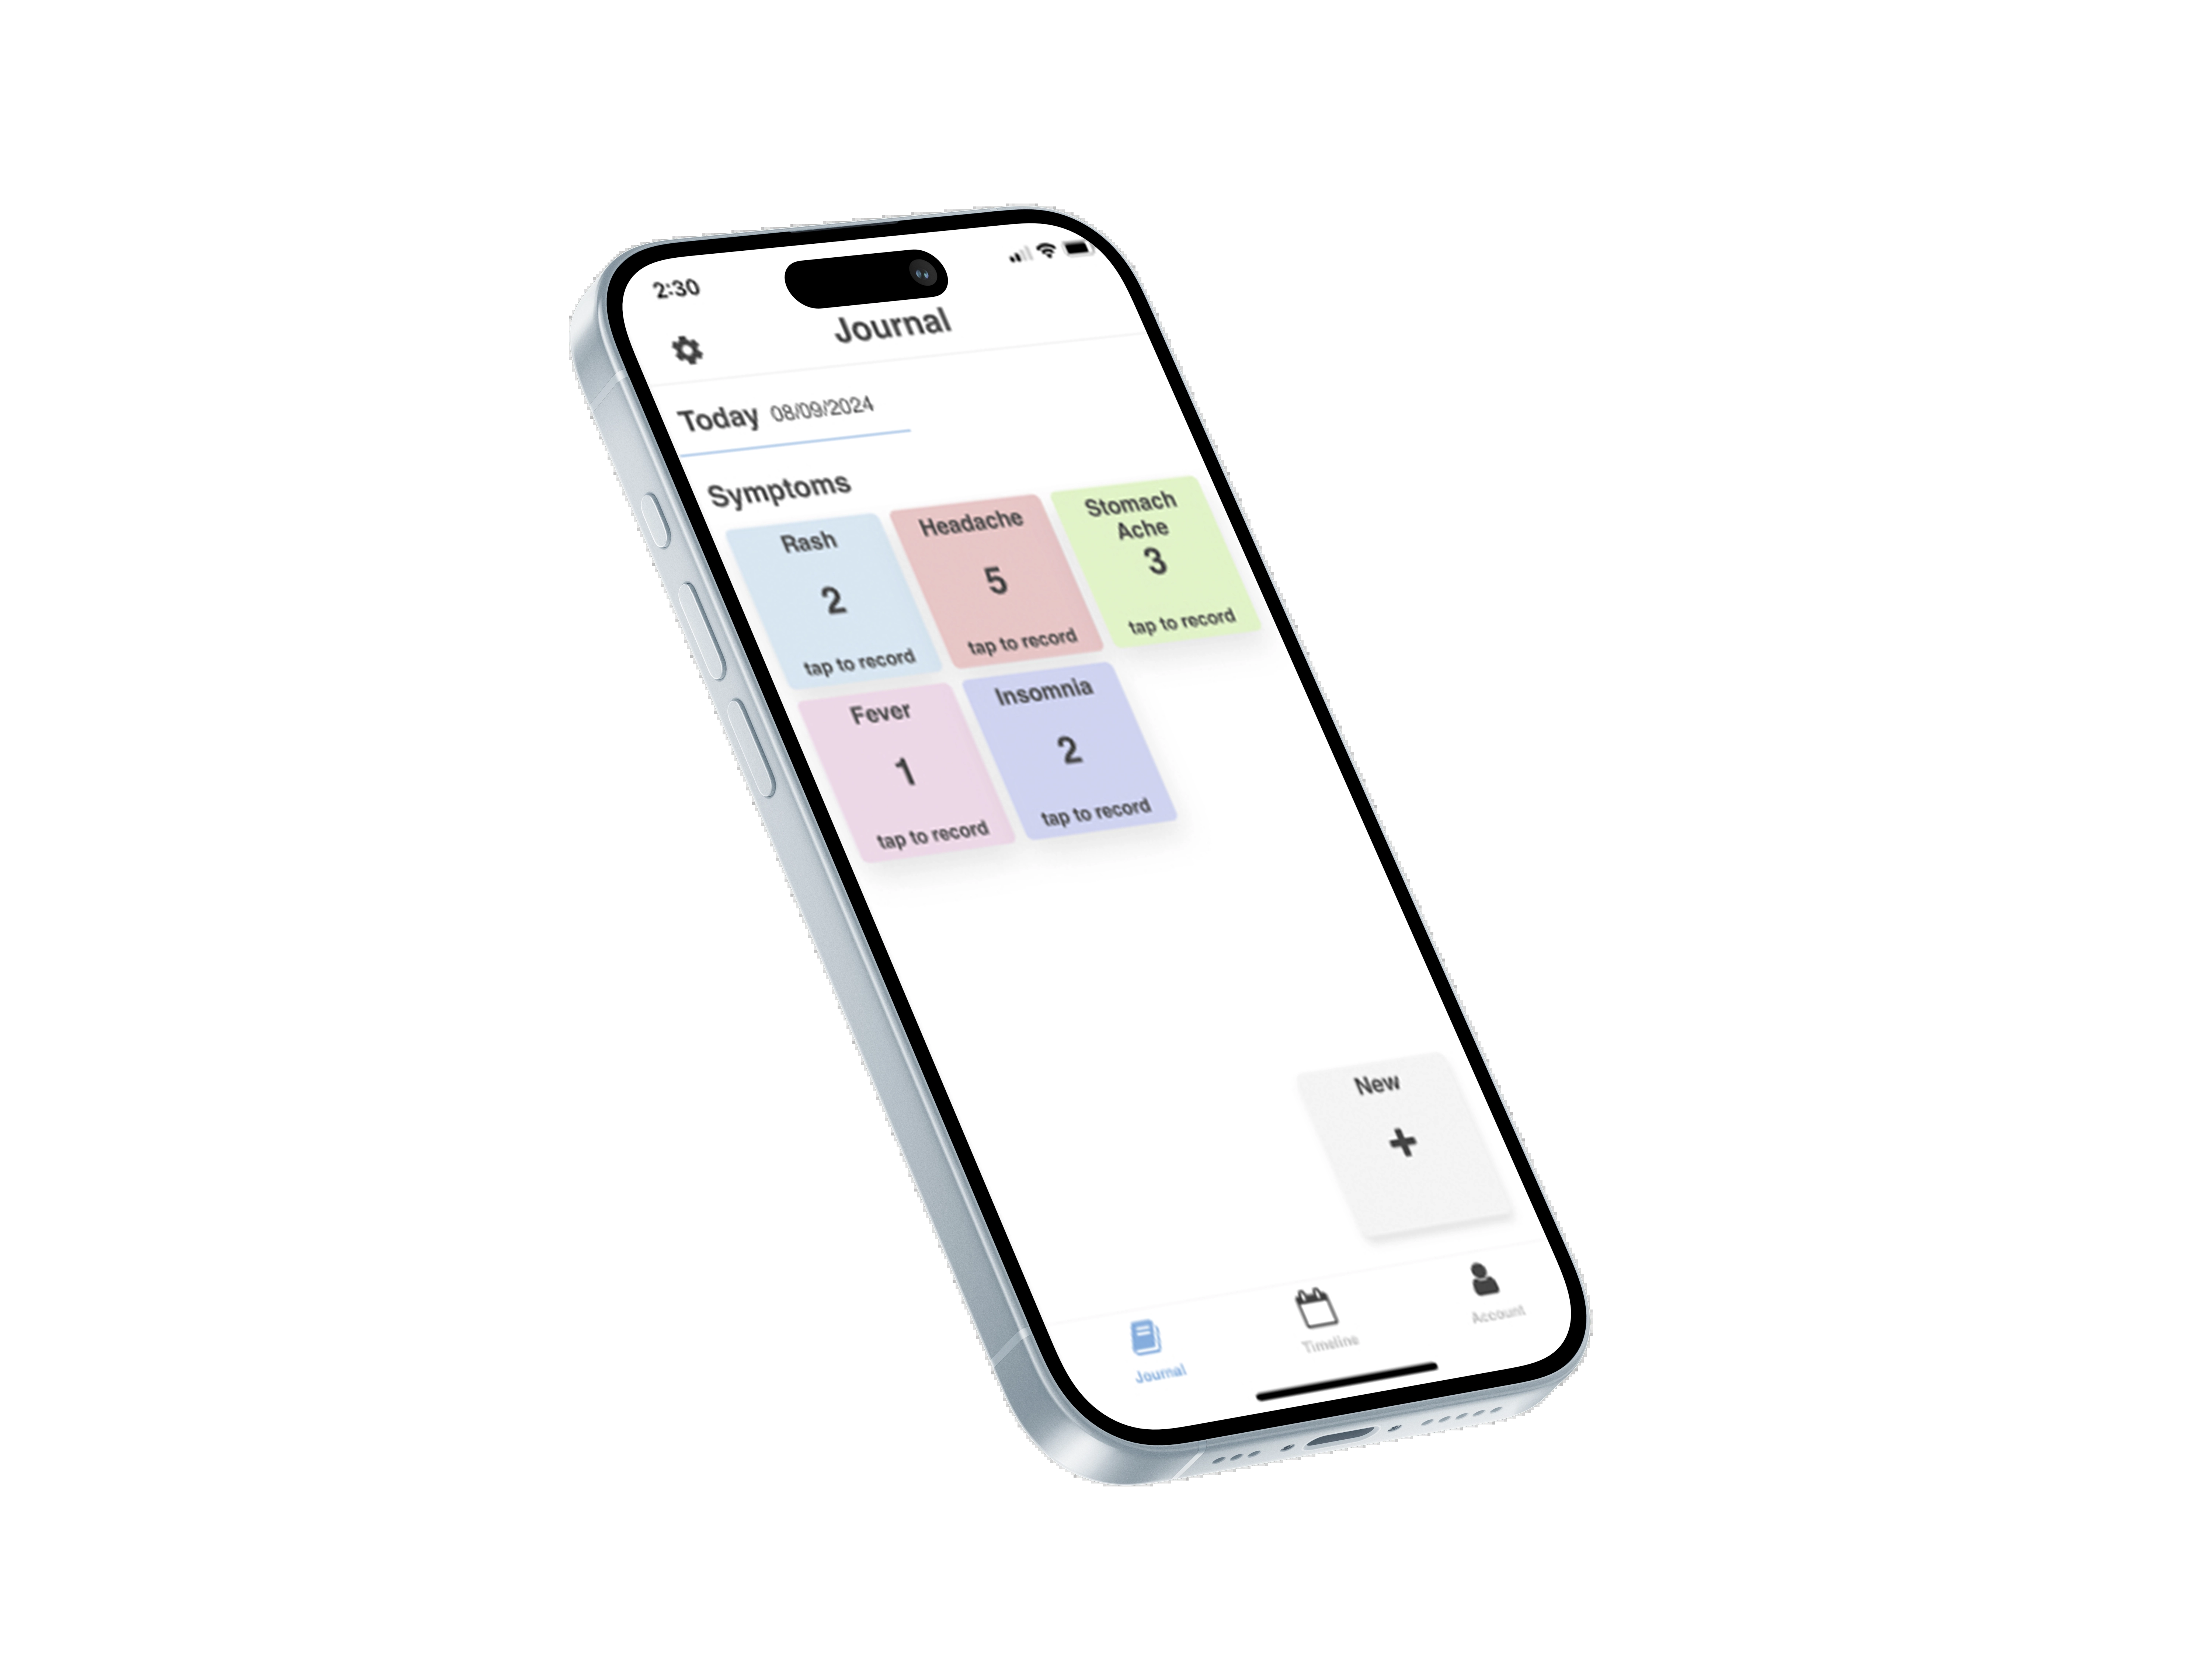 2:30
Journal
Today 08/09/2024
Symptoms
Rash
2
tap to record
Headache
5
tap to record
Stomach
Ache
3
tap to record
Fever
1
tap to record
Insomnia
2
tap to record
New
+
Journal
Timeline
Account